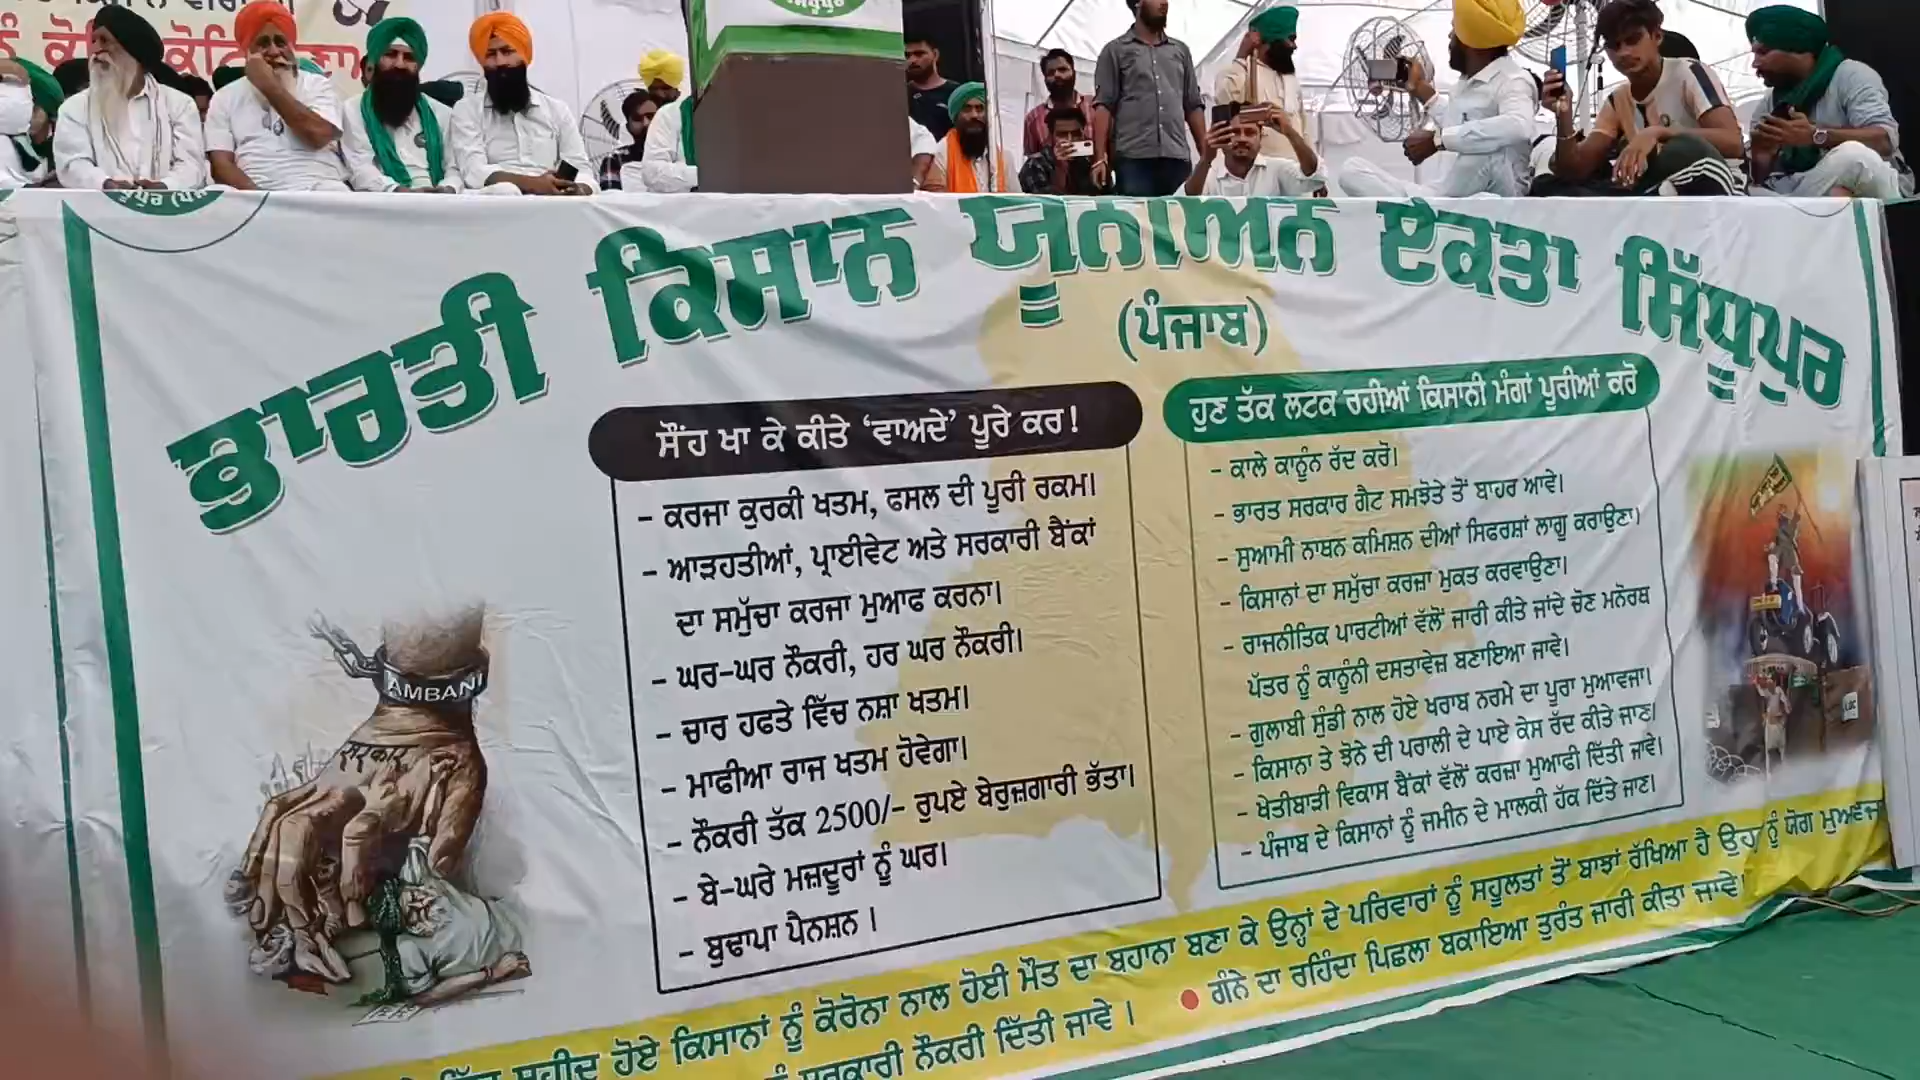 ਭਾਰਤੀ ਕਿਸਾਨ ਯੂਨੀਅਨ ਏਕਤਾ ਸਿੱਧੂਪੁਰ
(ਪੰਜਾਬ)
ਸੌਂਹ ਖਾ ਕੇ ਕੀਤੇ ‘ਵਾਅਦੇ’ ਪੂਰੇ ਕਰ!
- ਕਰਜਾ ਕੁਰਕੀ ਖਤਮ, ਫਸਲ ਦੀ ਪੂਰੀ ਰਕਮ।
- ਆੜਹਤੀਆਂ, ਪ੍ਰਾਈਵੇਟ ਅਤੇ ਸਰਕਾਰੀ ਬੈਂਕਾਂ
ਦਾ ਸਮੁੱਚਾ ਕਰਜਾ ਮੁਆਫ ਕਰਨਾ।
- ਘਰ-ਘਰ ਨੌਕਰੀ, ਹਰ ਘਰ ਨੌਕਰੀ।
- ਚਾਰ ਹਫਤੇ ਵਿੱਚ ਨਸ਼ਾ ਖਤਮ।
- ਮਾਫੀਆ ਰਾਜ ਖਤਮ ਹੋਵੇਗਾ।
- ਨੌਕਰੀ ਤੱਕ 2500/- ਰੁਪਏ ਬੇਰੁਜ਼ਗਾਰੀ ਭੱਤਾ।
- ਬੇ-ਘਰੇ ਮਜ਼ਦੂਰਾਂ ਨੂੰ ਘਰ।
- ਬੁਢਾਪਾ ਪੈਨਸ਼ਨ ।
ਹੁਣ ਤੱਕ ਲਟਕ ਰਹੀਆਂ ਕਿਸਾਨੀ ਮੰਗਾਂ ਪੂਰੀਆਂ ਕਰੋ
- ਕਾਲੇ ਕਾਨੂੰਨ ਰੱਦ ਕਰੋ।
- ਭਾਰਤ ਸਰਕਾਰ ਗੈਟ ਸਮਝੋਤੇ ਤੋਂ ਬਾਹਰ ਆਵੇ।
- ਸੁਆਮੀ ਨਾਥਨ ਕਮਿਸ਼ਨ ਦੀਆਂ ਸਿਫਰਸ਼ਾਂ ਲਾਗੂ ਕਰਾਉਣਾ।
- ਕਿਸਾਨਾਂ ਦਾ ਸਮੁੱਚਾ ਕਰਜ਼ਾ ਮੁਕਤ ਕਰਵਾਉਣਾ।
- ਰਾਜਨੀਤਿਕ ਪਾਰਟੀਆਂ ਵੱਲੋਂ ਜਾਰੀ ਕੀਤੇ ਜਾਂਦੇ ਚੋਣ ਮਨੋਰਥ
ਪੱਤਰ ਨੂੰ ਕਾਨੂੰਨੀ ਦਸਤਾਵੇਜ਼ ਬਣਾਇਆ ਜਾਵੇ।
- ਗੁਲਾਬੀ ਸੁੰਡੀ ਨਾਲ ਹੋਏ ਖਰਾਬ ਨਰਮੇ ਦਾ ਪੂਰਾ ਮੁਆਵਜਾ।
- ਕਿਸਾਨਾ ਤੇ ਝੋਨੇ ਦੀ ਪਰਾਲੀ ਦੇ ਪਾਏ ਕੇਸ ਰੱਦ ਕੀਤੇ ਜਾਣ।
- ਖੇਤੀਬਾੜੀ ਵਿਕਾਸ ਬੈਂਕਾਂ ਵੱਲੋਂ ਕਰਜ਼ਾ ਮੁਆਫੀ ਦਿੱਤੀ ਜਾਵੇ।
- ਪੰਜਾਬ ਦੇ ਕਿਸਾਨਾਂ ਨੂੰ ਜਮੀਨ ਦੇ ਮਾਲਕੀ ਹੱਕ ਦਿੱਤੇ ਜਾਣ।
AMBANI
ਸਰਕਾਰ
ਹੋਏ ਕਿਸਾਨਾਂ ਨੂੰ ਕੋਰੋਨਾ ਨਾਲ ਹੋਈ ਮੌਤ ਦਾ ਬਹਾਨਾ ਬਣਾ ਕੇ ਉਨ੍ਹਾਂ ਦੇ ਪਰਿਵਾਰਾਂ ਨੂੰ ਸਹੂਲਤਾਂ ਤੋਂ ਬਾਝਾਂ ਰੱਖਿਆ ਹੈ ਉਹ ਨੂੰ ਯੋਗ
ਸਰਕਾਰੀ ਨੌਕਰੀ ਦਿੱਤੀ ਜਾਵੇ । ● ਗੰਨੇ ਦਾ ਰਹਿੰਦਾ ਪਿਛਲਾ ਬਕਾਇਆ ਤੁਰੰਤ ਜਾਰੀ ਕੀਤਾ ਜਾਵੇ।